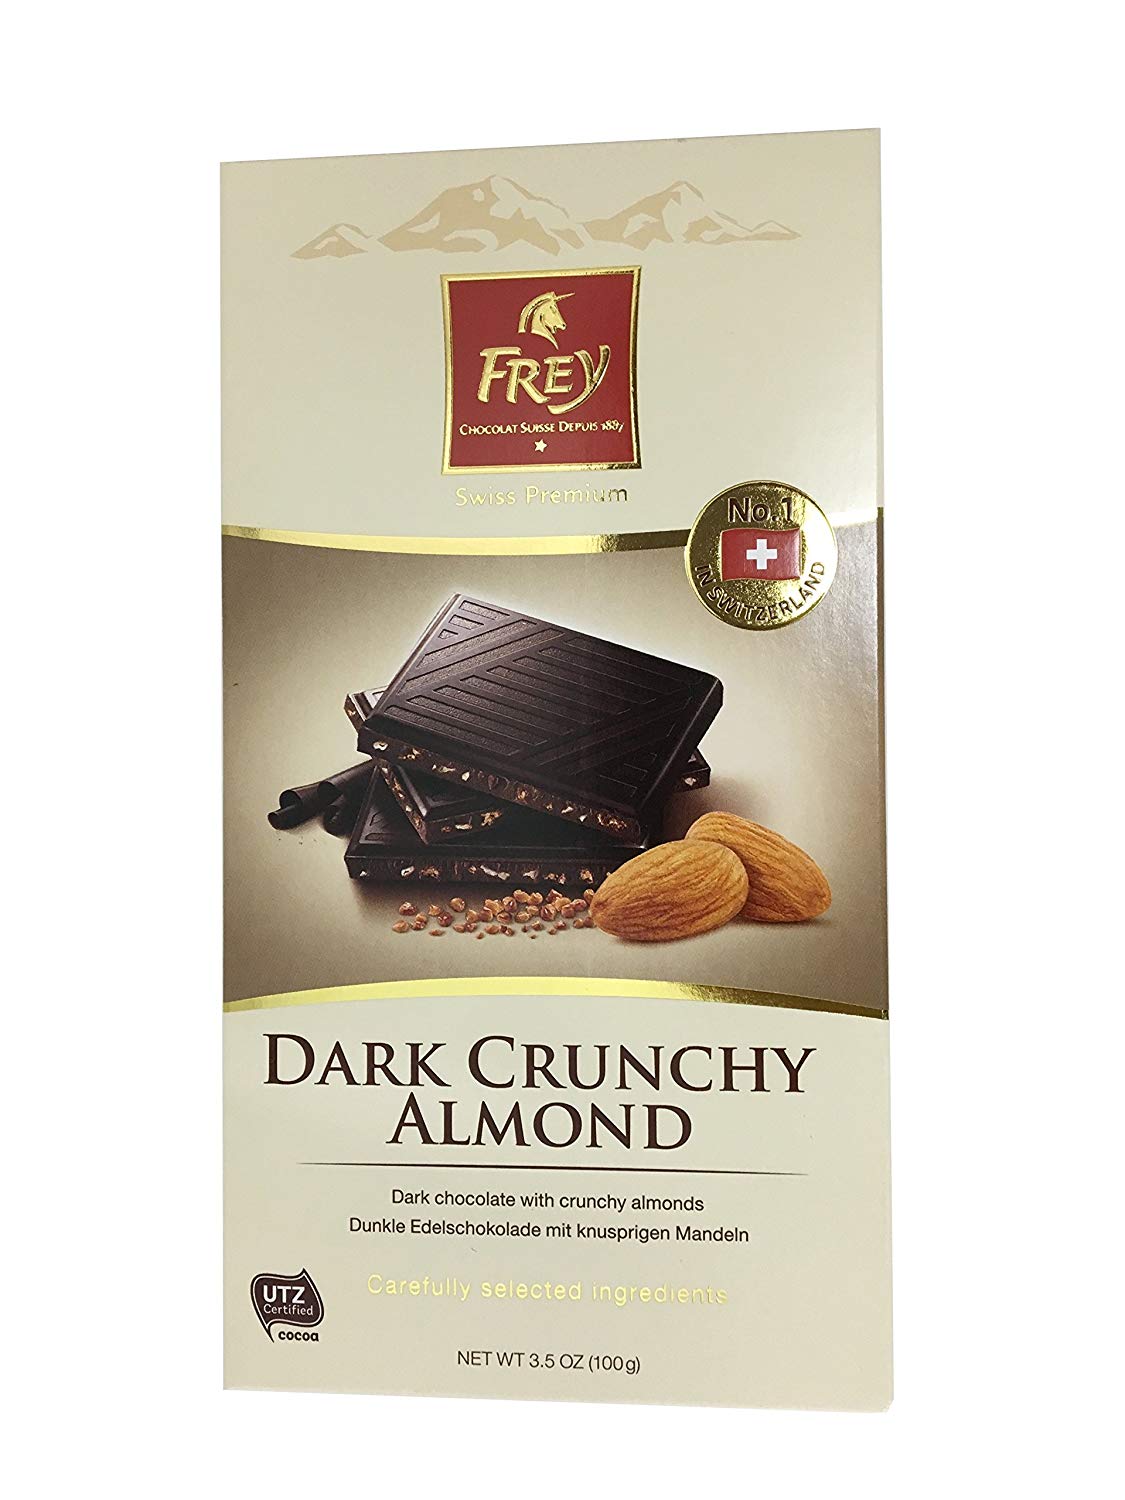 FREY
CHOCOLAT SUISSE DEPUIS 1887
Swiss Premium
No.1
IN SWITZERLAND
DARK CRUNCHY
ALMOND
Dark chocolate with crunchy almonds
Dunkle Edelschokolade mit knusprigen Mandeln
Carefully selected ingredients
UTZ
Certified
cocoa
NET WT 3.5 OZ (100g)